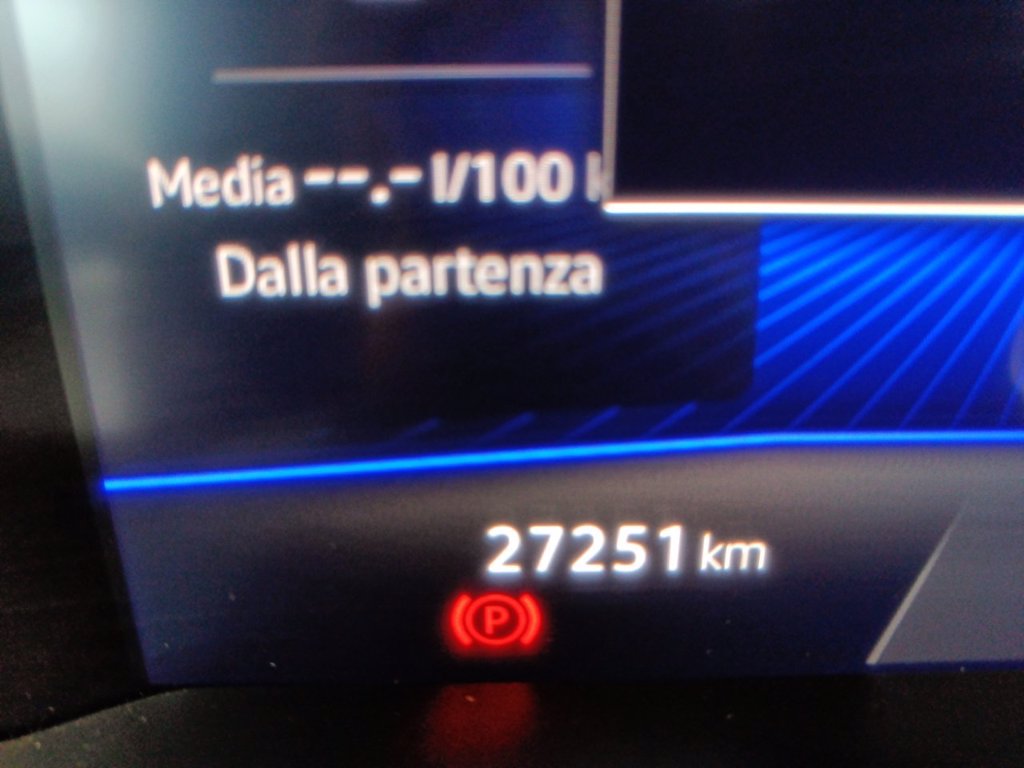 Media --.- l/100 k
Dalla partenza
27251 km
P